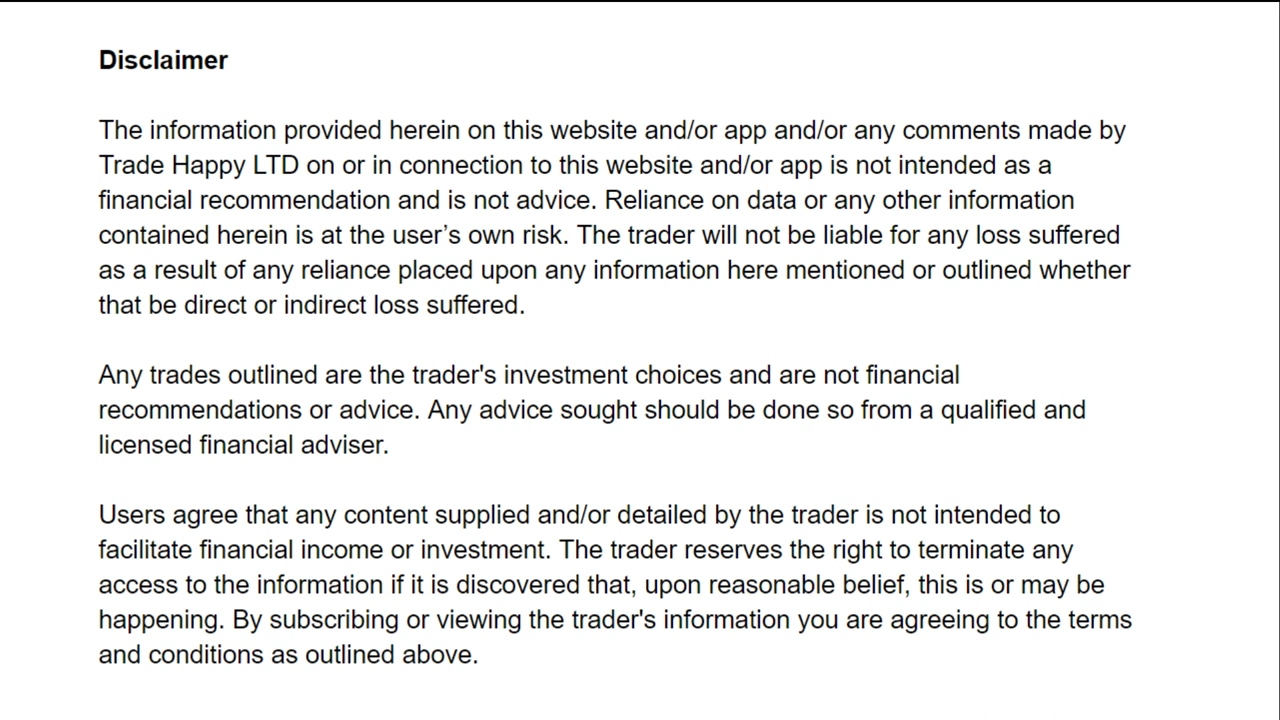 Disclaimer
The information provided herein on this website and/or app and/or any comments made by
Trade Happy LTD on or in connection to this website and/or app is not intended as a
financial recommendation and is not advice. Reliance on data or any other information
contained herein is at the user’s own risk. The trader will not be liable for any loss suffered
as a result of any reliance placed upon any information here mentioned or outlined whether
that be direct or indirect loss suffered.
Any trades outlined are the trader's investment choices and are not financial
recommendations or advice. Any advice sought should be done so from a qualified and
licensed financial adviser.
Users agree that any content supplied and/or detailed by the trader is not intended to
facilitate financial income or investment. The trader reserves the right to terminate any
access to the information if it is discovered that, upon reasonable belief, this is or may be
happening. By subscribing or viewing the trader's information you are agreeing to the terms
and conditions as outlined above.